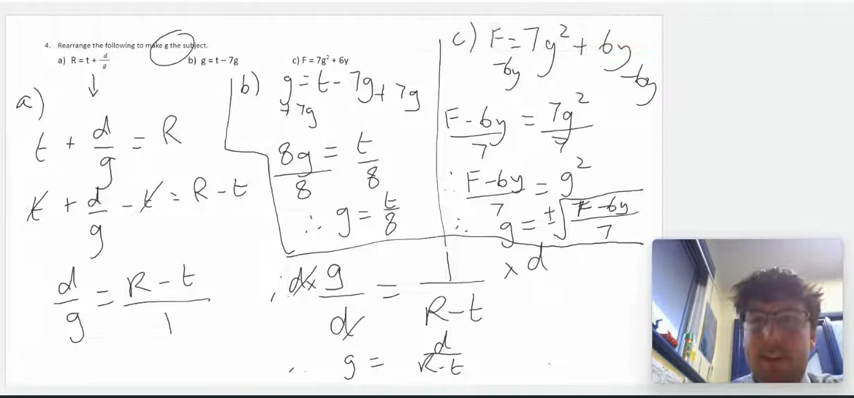 4. Rearrange the following to make g the subject.
a) R = t + d/g
b) g = t – 7g
c) F = 7g² + 6y
a)
t + d/g = R
t + d/g - t = R - t
d/g = R - t/1
b) g = t - 7g + 7g
+7g
8g/8 = t/8
∴ g = t/8
c) F = 7g² + 6y
-6y -6y
F - 6y/7 = 7g²/7
∴ F - 6y/7 = g²
∴ g = ±√F - 6y/7
∴ d× g/d = 1/R - t × d
∴ g = d/R - t